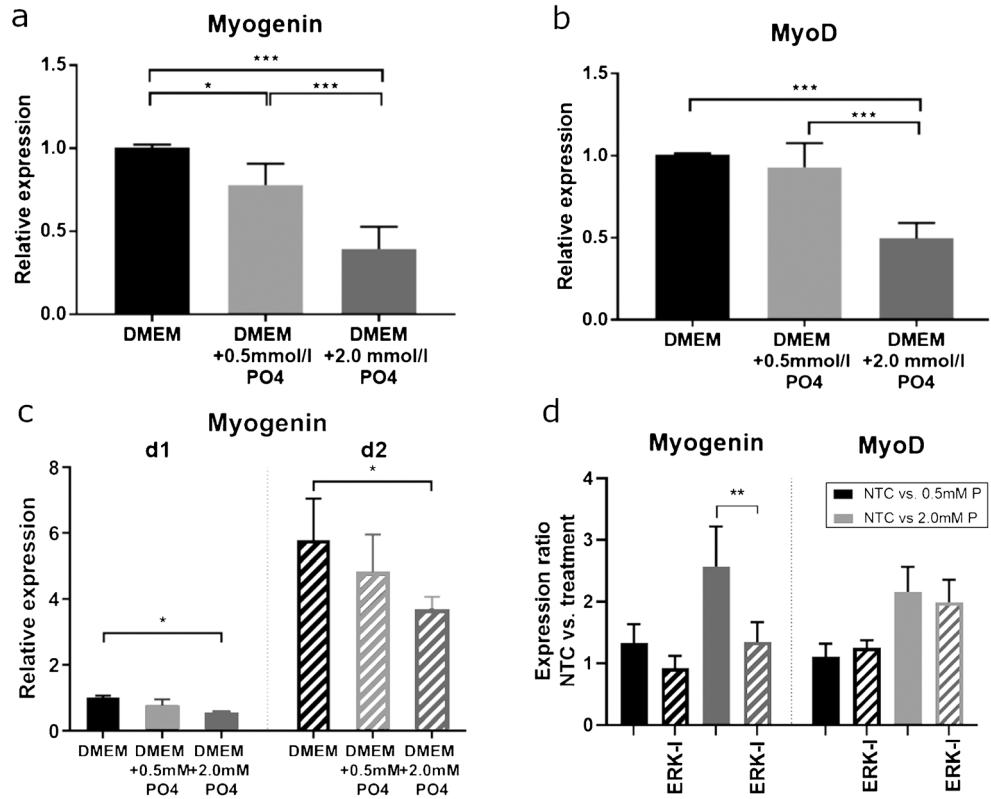 a
Myogenin
***
*
***
Relative expression
1.5
1.0
0.5
0.0
DMEM
DMEM
+0.5mmol/l
PO4
DMEM
+2.0 mmol/l
PO4
b
MyoD
***
***
Relative expression
1.5
1.0
0.5
0.0
DMEM
DMEM
+0.5mmol/l
PO4
DMEM
+2.0 mmol/l
PO4
c
Myogenin
d1
d2
*
*
Relative expression
8
6
4
2
0
DMEM
DMEM
+0.5mM
PO4
DMEM
+2.0mM
PO4
DMEM
DMEM
+0.5mM
PO4
DMEM
+2.0mM
PO4
d
Myogenin
MyoD
NTC vs. 0.5mM P
NTC vs 2.0mM P
**
Expression ratio
NTC vs. treatment
4
3
2
1
0
ERK-I
ERK-I
ERK-I
ERK-I